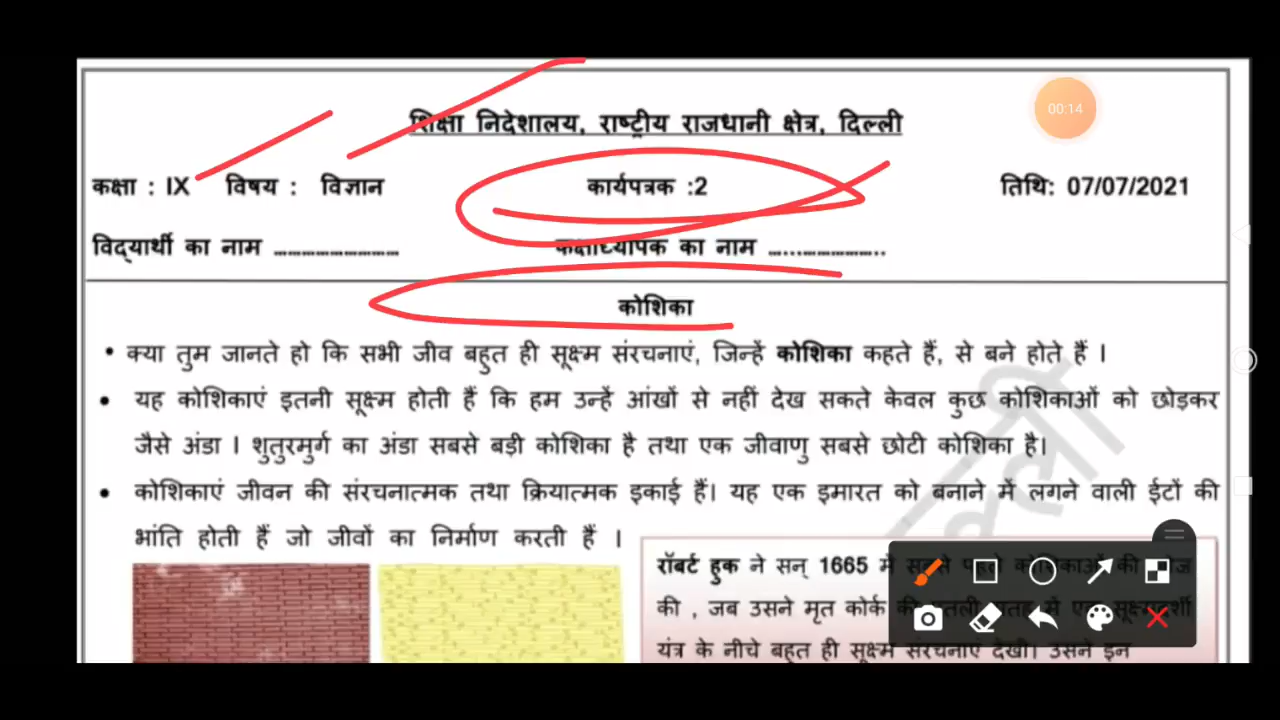 शिक्षा निदेशालय, राष्ट्रीय राजधानी क्षेत्र, दिल्ली
00:14
कक्षा : IX विषय : विज्ञान कार्यपत्रक :2 तिथि: 07/07/2021
विद्यार्थी का नाम ........................... कक्षाध्यापक का नाम ......................
कोशिका
• क्या तुम जानते हो कि सभी जीव बहुत ही सूक्ष्म संरचनाएं, जिन्हें कोशिका कहते हैं, से बने होते हैं ।
• यह कोशिकाएं इतनी सूक्ष्म होती हैं कि हम उन्हें आंखों से नहीं देख सकते केवल कुछ कोशिकाओं को छोड़कर
जैसे अंडा । शुतुरमुर्ग का अंडा सबसे बड़ी कोशिका है तथा एक जीवाणु सबसे छोटी कोशिका है।
• कोशिकाएं जीवन की संरचनात्मक तथा क्रियात्मक इकाई हैं। यह एक इमारत को बनाने में लगने वाली ईटों की
भांति होती हैं जो जीवों का निर्माण करती हैं ।
रॉबर्ट हुक ने सन् 1665 में
की , जब उसने मृत कोर्क की
यंत्र के नीचे बहुत ही सूक्ष्म संरचनाएं देखी। उसने इन